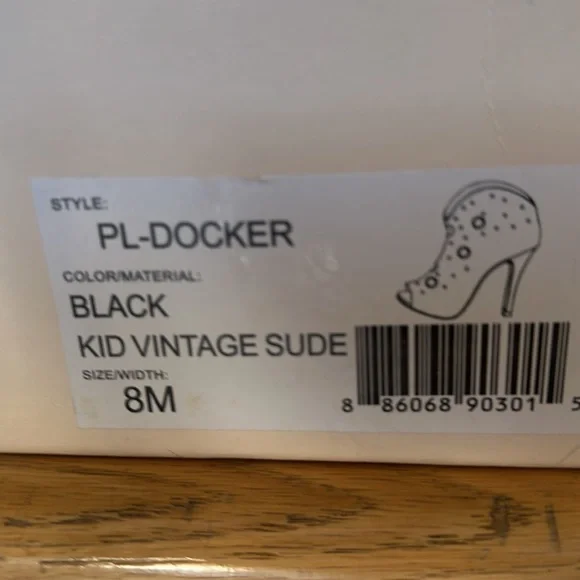 STYLE:
PL-DOCKER
COLOR/MATERIAL:
BLACK
KID VINTAGE SUDE
SIZE/WIDTH:
8M
8 86068 90301 5